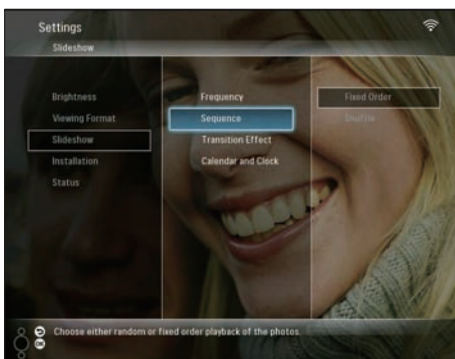 Settings
Slideshow
Brightness
Viewing Format
Slideshow
Installation
Status
Frequency
Sequence
Transition Effect
Calendar and Clock
Fixed Order
Shuffle
Choose either random or fixed order playback of the photos.
OK